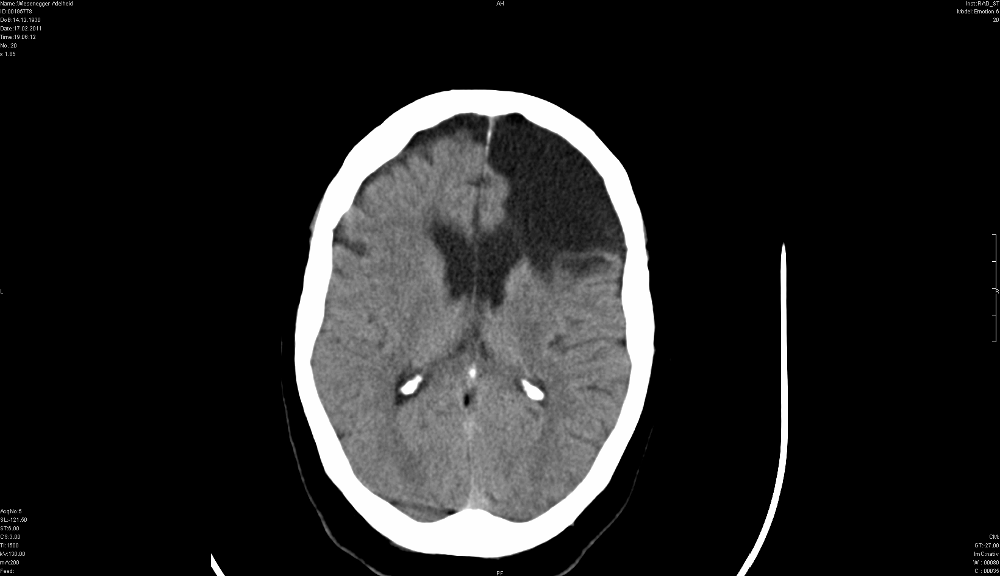 Name:Wiesenegger Adelheid
ID:00195778
DoB:14.12.1930
Date:17.02.2011
Time:19:06:12
No.:20
x 1.85
AH
Inst:RAD_ST
Model:Emotion 6
20
L
R
AcqNo:5
SL:-121.50
ST:6.00
CS:3.00
TI:1500
kV:130.00
mA:200
Feed:
PF
CM:
GT:-27.00
ImC:nativ
W : 00080
C : 00035